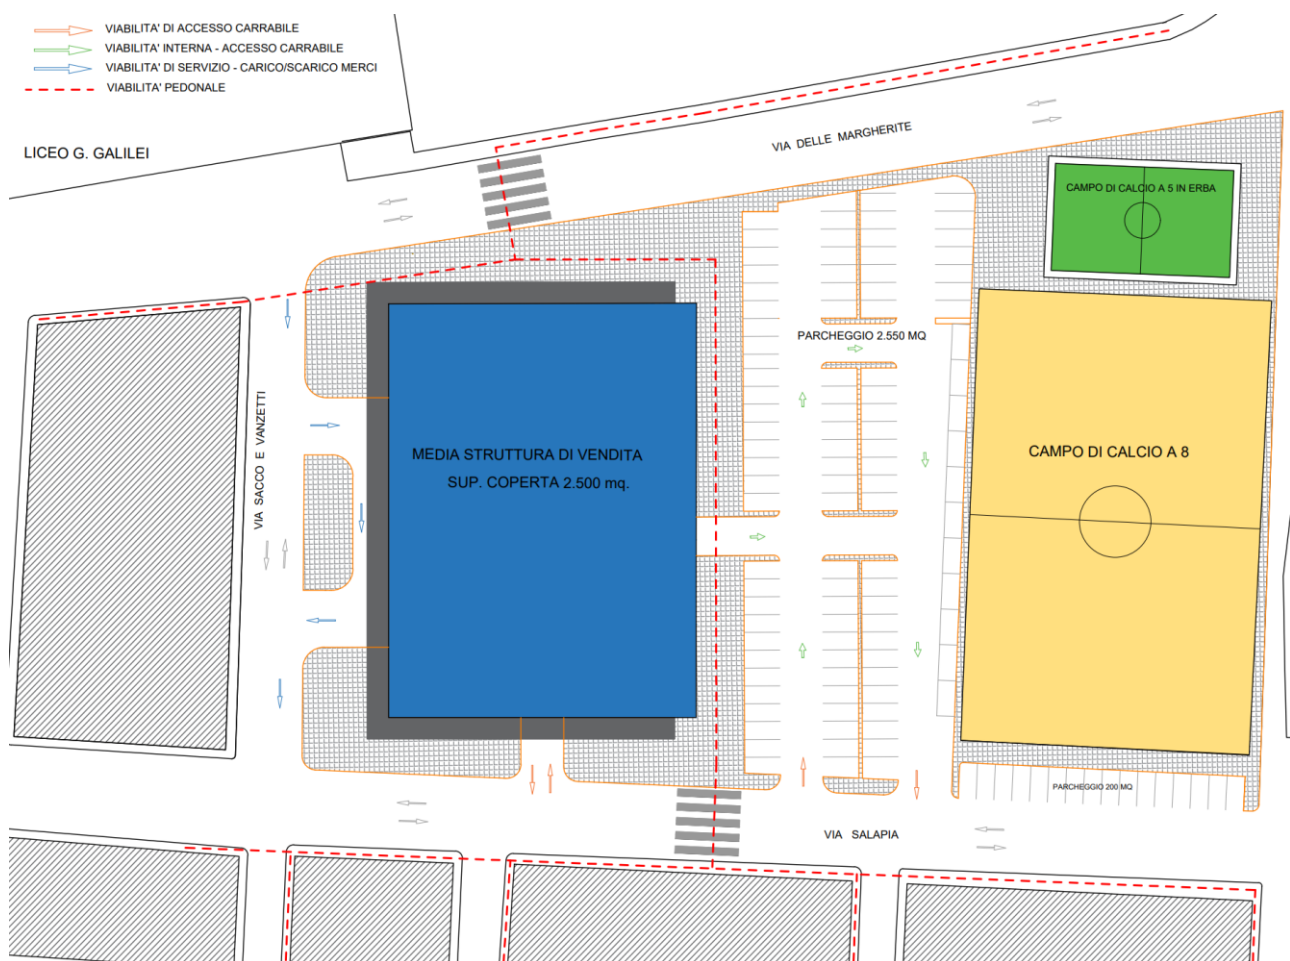 VIABILITA' DI ACCESSO CARRABILE
VIABILITA' INTERNA - ACCESSO CARRABILE
VIABILITA' DI SERVIZIO - CARICO/SCARICO MERCI
VIABILITA' PEDONALE
LICEO G. GALILEI
VIA DELLE MARGHERITE
CAMPO DI CALCIO A 5 IN ERBA
PARCHEGGIO 2.550 MQ
VIA SACCO E VANZETTI
MEDIA STRUTTURA DI VENDITA
SUP. COPERTA 2.500 mq.
CAMPO DI CALCIO A 8
PARCHEGGIO 200 MQ
VIA SALAPIA